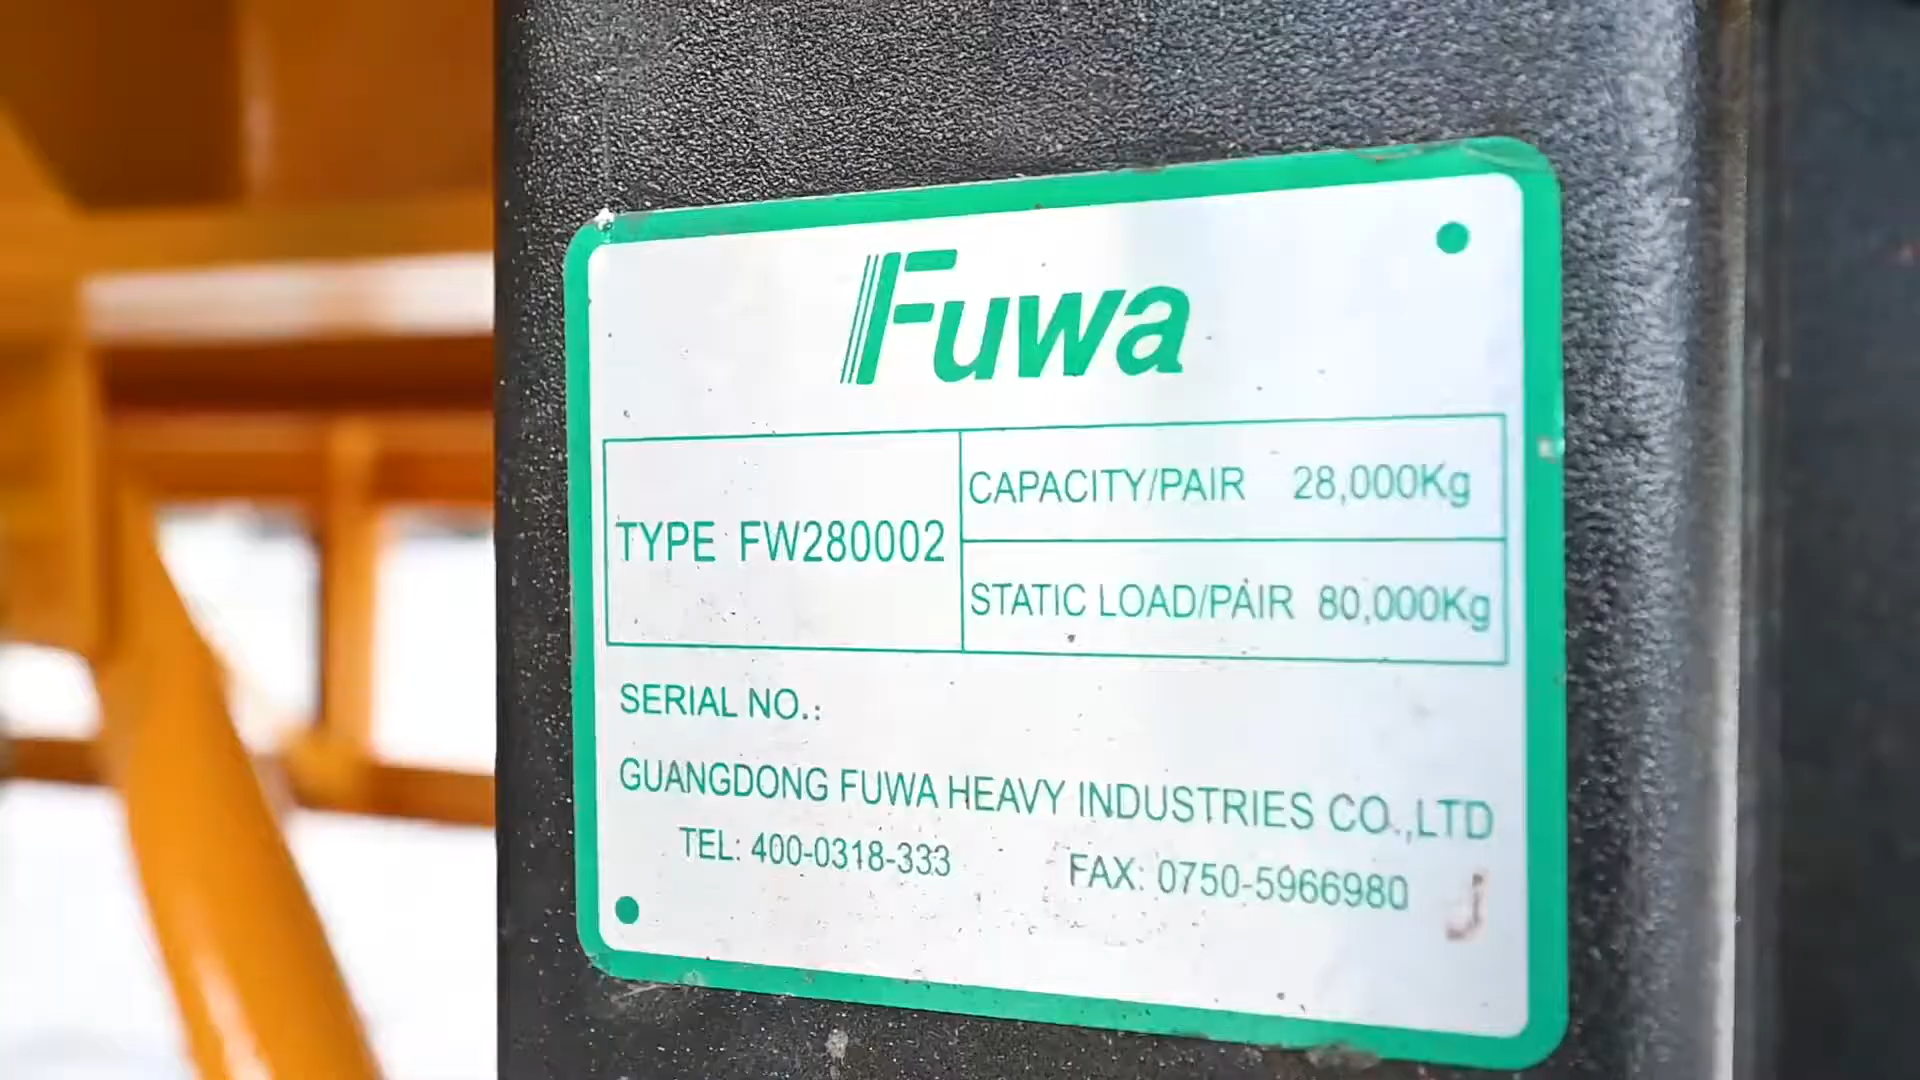 Fuwa
TYPE FW280002
CAPACITY/PAIR 28,000Kg
STATIC LOAD/PAIR 80,000Kg
SERIAL NO.:
GUANGDONG FUWA HEAVY INDUSTRIES CO.,LTD
TEL: 400-0318-333 FAX: 0750-5966980
J